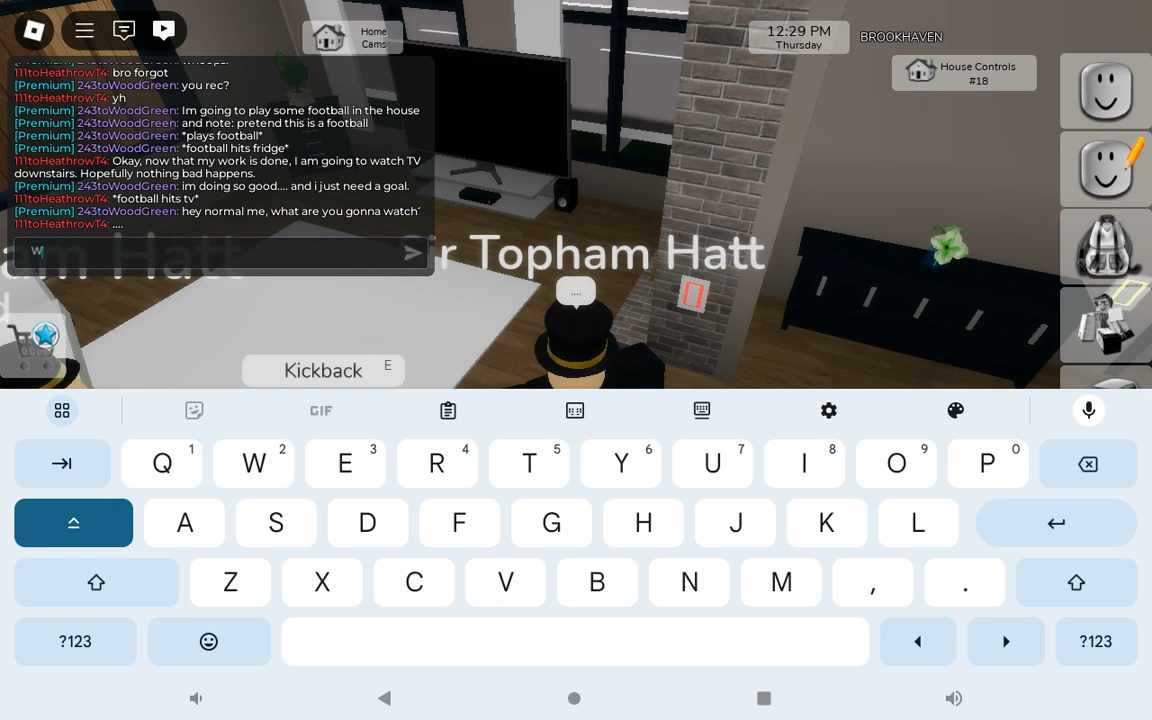 Home
Cams
12:29 PM
Thursday
BROOKHAVEN
House Controls
#18
111toHeathrowT4: bro forgot
[Premium] 243toWoodGreen: you rec?
111toHeathrowT4: yh
[Premium] 243toWoodGreen: Im going to play some football in the house
[Premium] 243toWoodGreen: and note: pretend this is a football
[Premium] 243toWoodGreen: *plays football*
[Premium] 243toWoodGreen: *football hits fridge*
111toHeathrowT4: Okay, now that my work is done, I am going to watch TV
downstairs. Hopefully nothing bad happens.
[Premium] 243toWoodGreen: im doing so good.... and i just need a goal.
111toHeathrowT4: *football hits tv*
[Premium] 243toWoodGreen: hey normal me, what are you gonna watch?
111toHeathrowT4: ....
w
am Hatt
r Topham Hatt
....
Kickback E
GIF
Q 1 W 2 E 3 R 4 T 5 Y 6 U 7 I 8 O 9 P 0
A S D F G H J K L
Z X C V B N M , .
?123 ?123